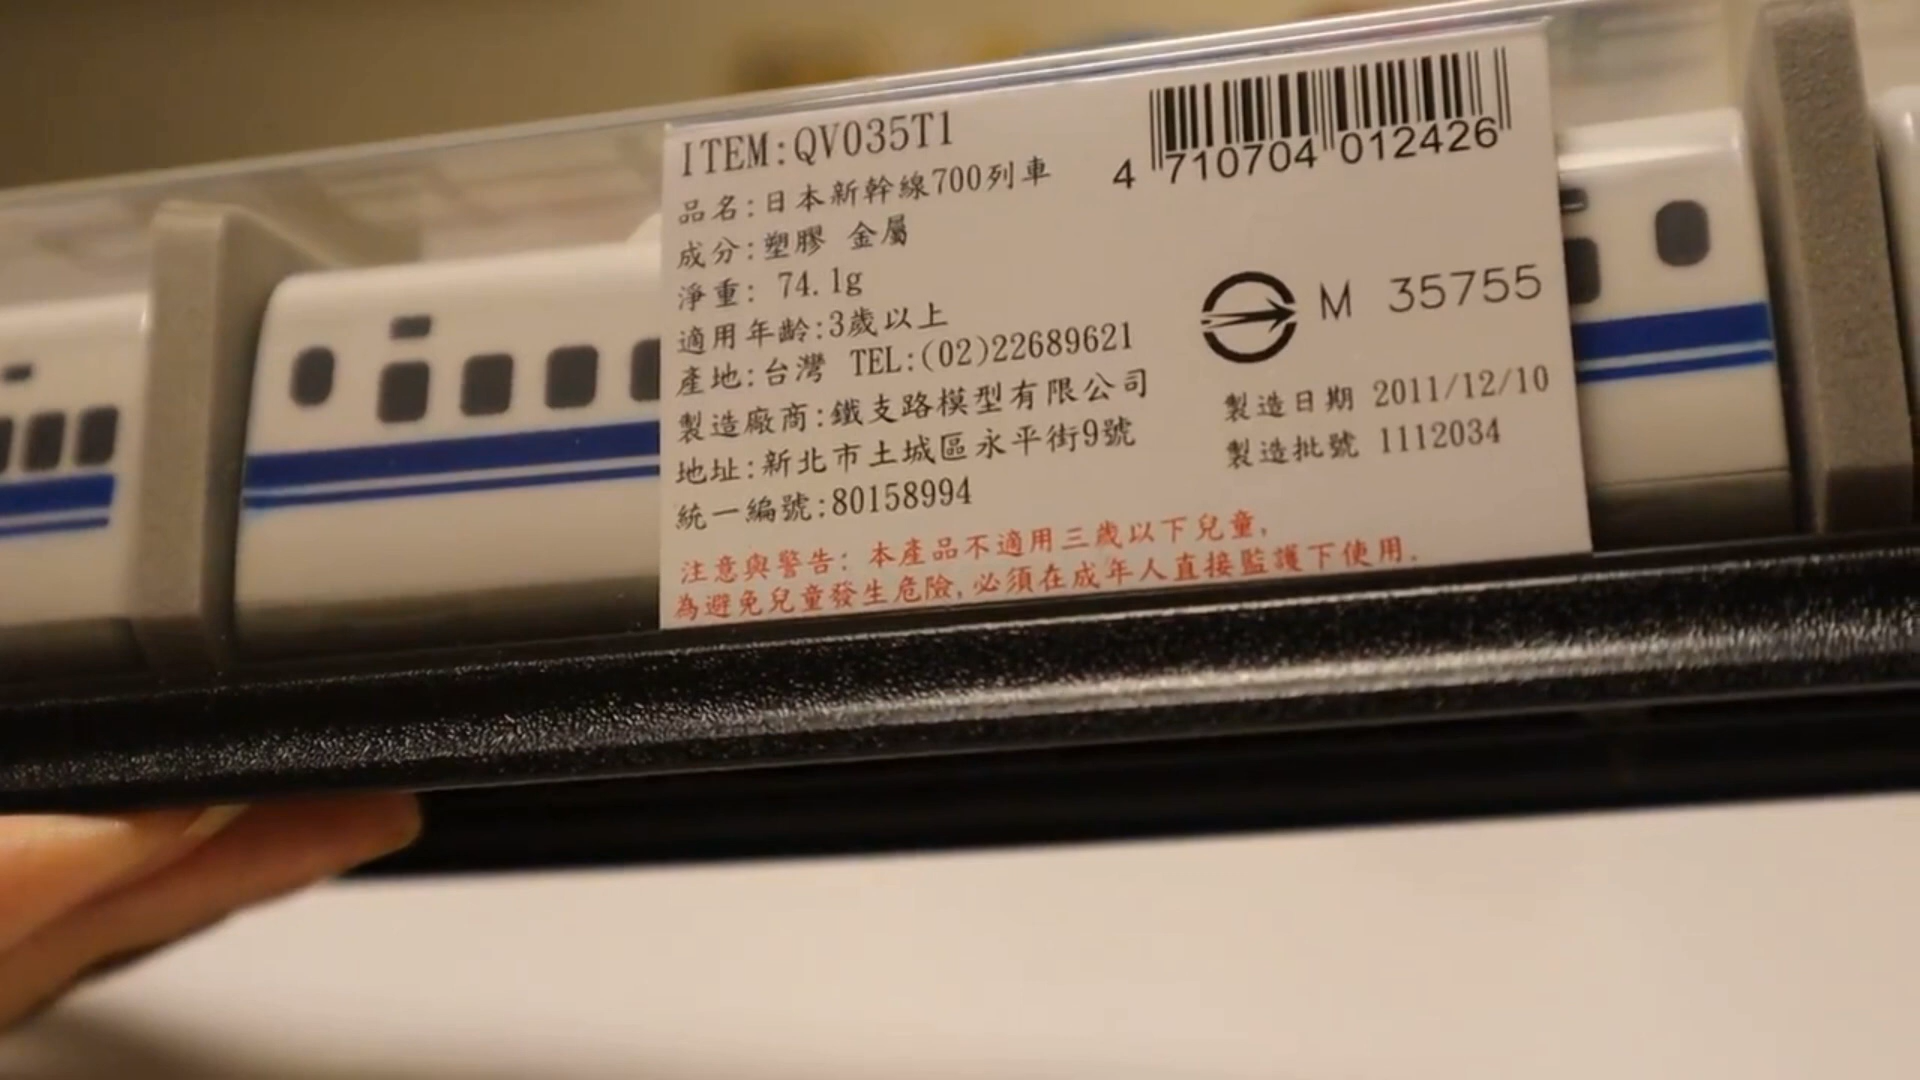 ITEM:QV035T1
品名:日本新幹線700列車
成分:塑膠 金屬
淨重: 74.1g
適用年齡:3歲以上
產地:台灣 TEL:(02)22689621
製造廠商:鐵支路模型有限公司
地址:新北市土城區永平街9號
統一編號:80158994
4 710704 012426
M 35755
製造日期 2011/12/10
製造批號 1112034
注意與警告: 本產品不適用三歲以下兒童,
為避免兒童發生危險,必須在成年人直接監護下使用.